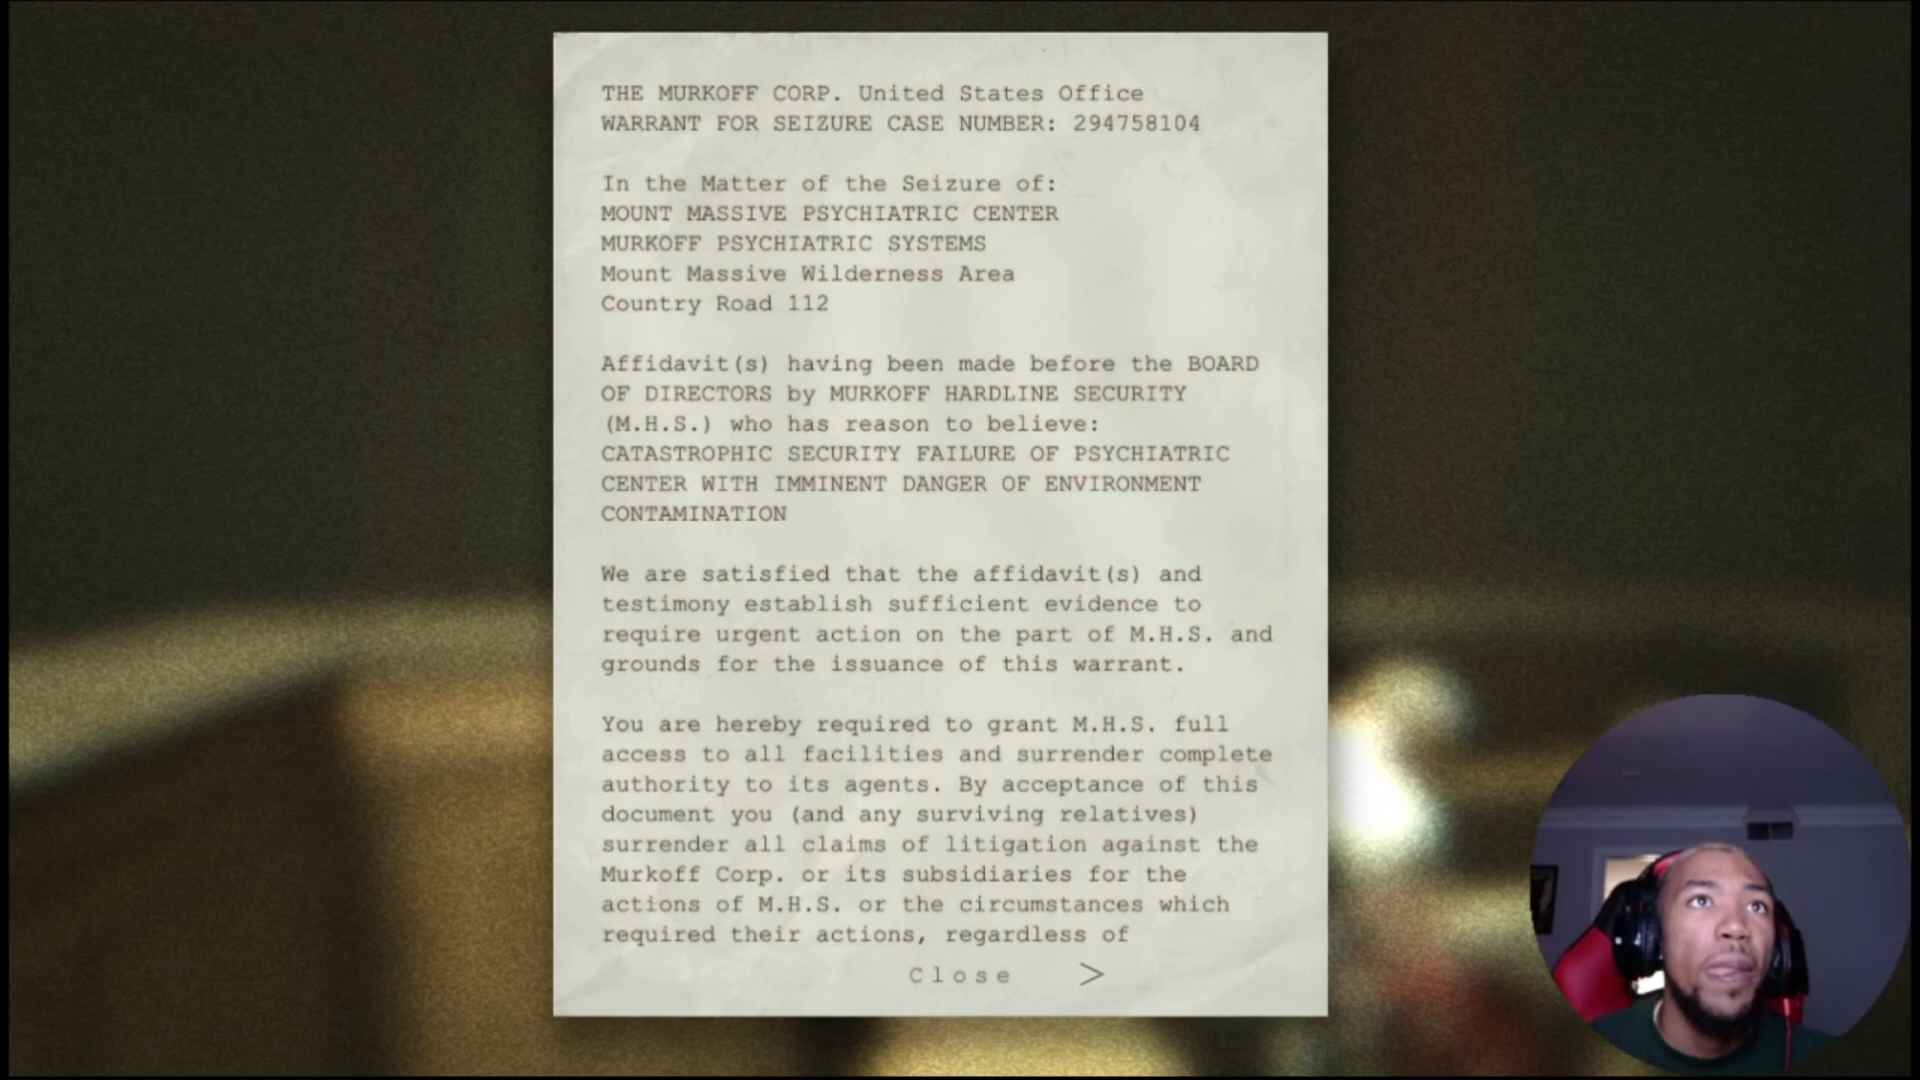 THE MURKOFF CORP. United States Office
WARRANT FOR SEIZURE CASE NUMBER: 294758104
In the Matter of the Seizure of:
MOUNT MASSIVE PSYCHIATRIC CENTER
MURKOFF PSYCHIATRIC SYSTEMS
Mount Massive Wilderness Area
Country Road 112
Affidavit(s) having been made before the BOARD
OF DIRECTORS by MURKOFF HARDLINE SECURITY
(M.H.S.) who has reason to believe:
CATASTROPHIC SECURITY FAILURE OF PSYCHIATRIC
CENTER WITH IMMINENT DANGER OF ENVIRONMENT
CONTAMINATION
We are satisfied that the affidavit(s) and
testimony establish sufficient evidence to
require urgent action on the part of M.H.S. and
grounds for the issuance of this warrant.
You are hereby required to grant M.H.S. full
access to all facilities and surrender complete
authority to its agents. By acceptance of this
document you (and any surviving relatives)
surrender all claims of litigation against the
Murkoff Corp. or its subsidiaries for the
actions of M.H.S. or the circumstances which
required their actions, regardless of
Close >